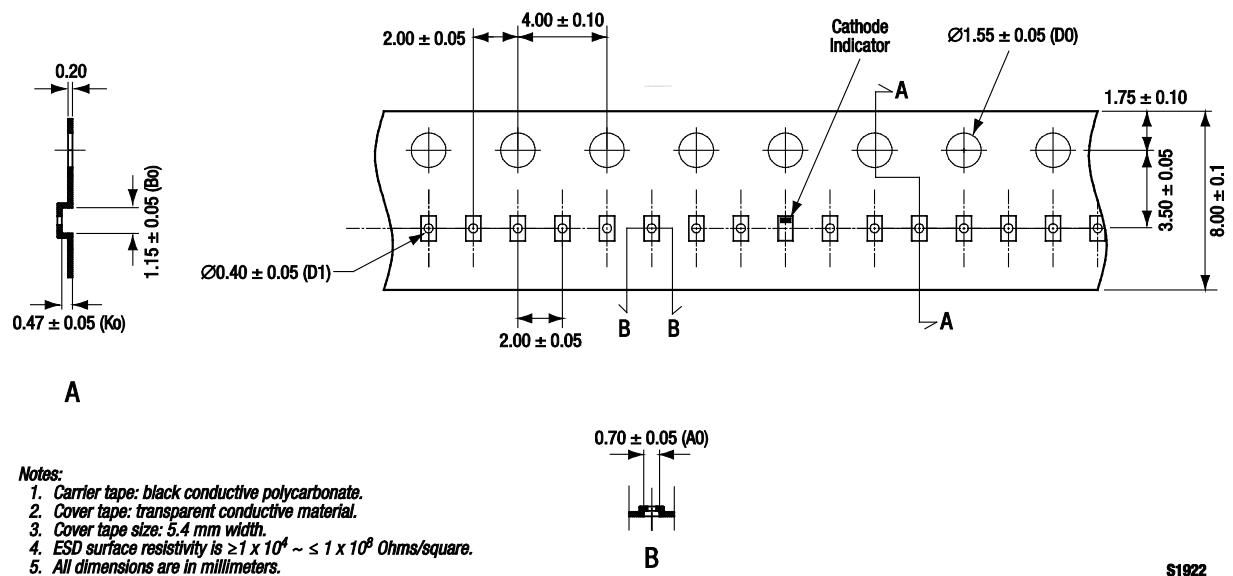 4.00 ± 0.10
2.00 ± 0.05
Cathode
Indicator
∅1.55 ± 0.05 (D0)
0.20
A
1.75 ± 0.10
1.15 ± 0.05 (Bo)
3.50 ± 0.05
8.00 ± 0.1
∅0.40 ± 0.05 (D1)
0.47 ± 0.05 (Ko)
B
B
A
2.00 ± 0.05
A
0.70 ± 0.05 (A0)
B
Notes:
1. Carrier tape: black conductive polycarbonate.
2. Cover tape: transparent conductive material.
3. Cover tape size: 5.4 mm width.
4. ESD surface resistivity is ≥1 x 10⁴ ~ ≤ 1 x 10⁸ Ohms/square.
5. All dimensions are in millimeters.
S1922